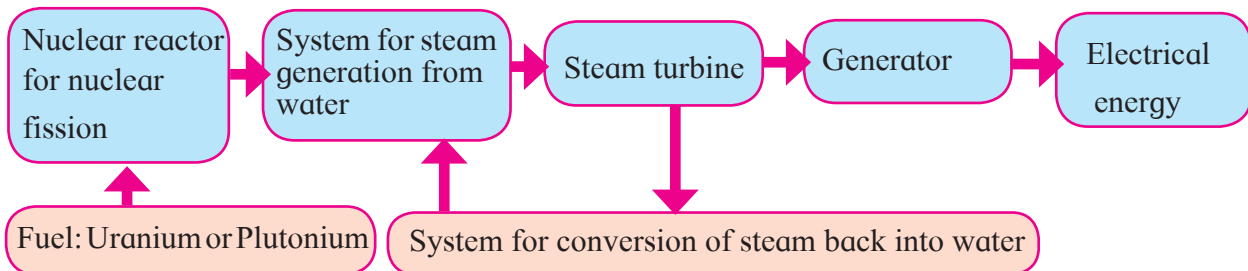 Nuclear reactor
for nuclear
fission
System for steam
generation from
water
Steam turbine
Generator
Electrical
energy
Fuel: Uranium or Plutonium
System for conversion of steam back into water